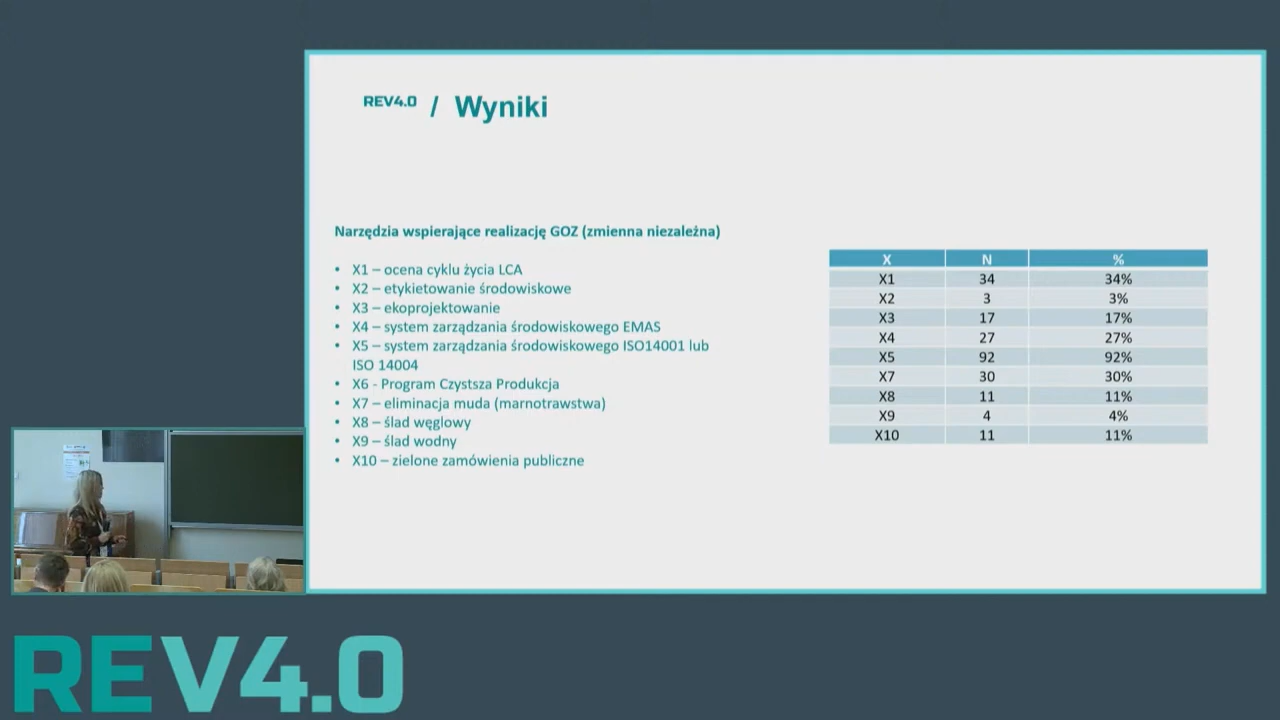 REV4.0 / Wyniki
Narzędzia wspierające realizację GOZ (zmienna niezależna)
• X1 – ocena cyklu życia LCA
• X2 – etykietowanie środowiskowe
• X3 – ekoprojektowanie
• X4 – system zarządzania środowiskowego EMAS
• X5 – system zarządzania środowiskowego ISO14001 lub
ISO 14004
• X6 - Program Czystsza Produkcja
• X7 – eliminacja muda (marnotrawstwa)
• X8 – ślad węglowy
• X9 – ślad wodny
• X10 – zielone zamówienia publiczne
X N %
X1 34 34%
X2 3 3%
X3 17 17%
X4 27 27%
X5 92 92%
X7 30 30%
X8 11 11%
X9 4 4%
X10 11 11%
REV4.0